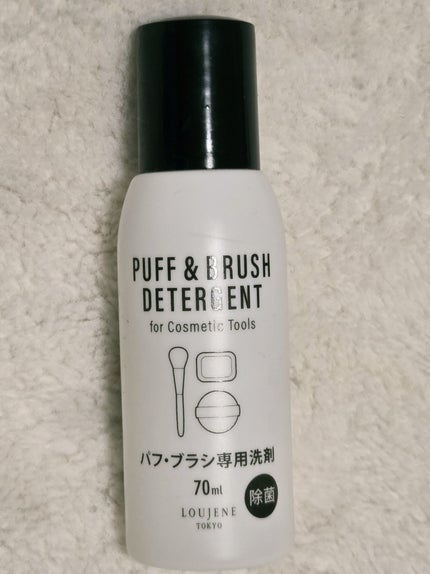 PUFF & BRUSH
DETERGENT
for Cosmetic Tools
パフ・ブラシ専用洗剤
70ml
除菌
LOUJENE
TOKYO